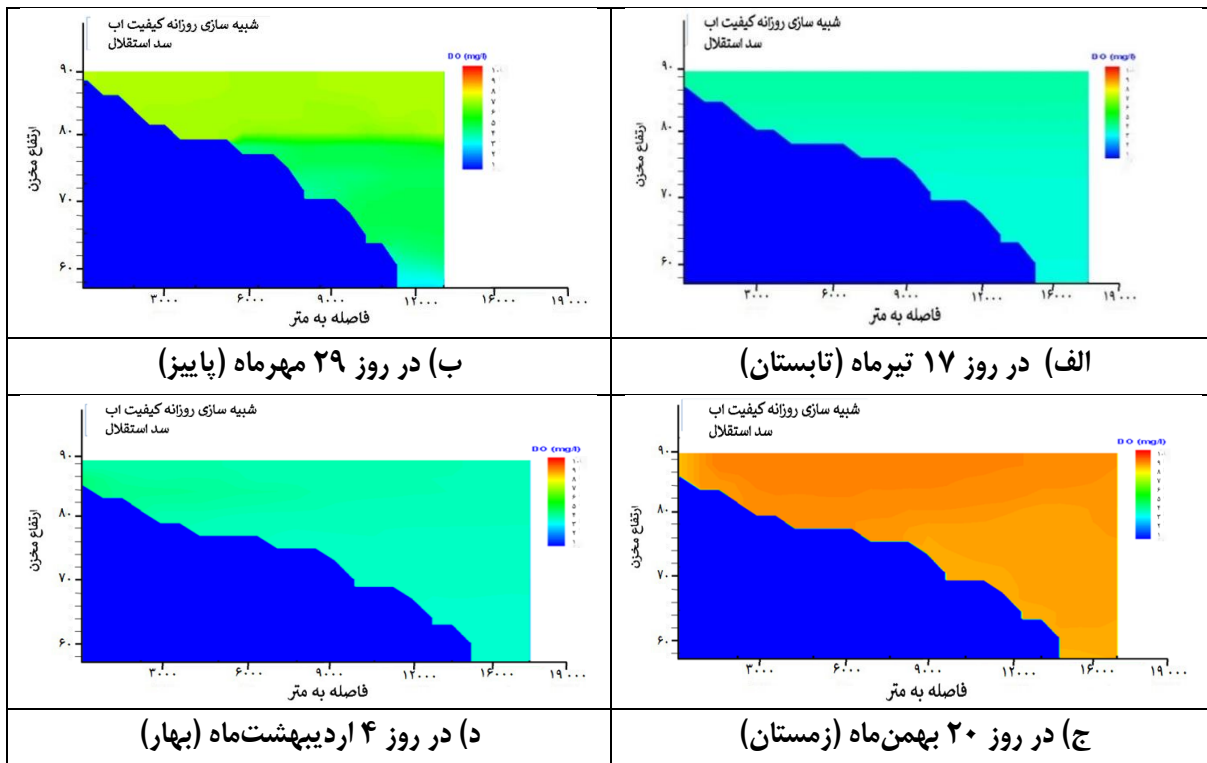 شبیه سازی روزانه کیفیت اب
سد استقلال
DO (mg/l)
۹۰
۸۰
۷۰
۶۰
ارتفاع مخزن
۳۰۰۰
۶۰۰۰
۹۰۰۰
۱۲۰۰۰
۱۶۰۰۰
۱۹۰۰۰
فاصله به متر
الف) در روز ۱۷ تیرماه (تابستان)
شبیه سازی روزانه کیفیت اب
سد استقلال
DO (mg/l)
۹۰
۸۰
۷۰
۶۰
ارتفاع مخزن
۳۰۰۰
۶۰۰۰
۹۰۰۰
۱۲۰۰۰
۱۶۰۰۰
۱۹۰۰۰
فاصله به متر
ب) در روز ۲۹ مهرماه (پاییز)
شبیه سازی روزانه کیفیت اب
سد استقلال
DO (mg/l)
۹۰
۸۰
۷۰
۶۰
ارتفاع مخزن
۳۰۰۰
۶۰۰۰
۹۰۰۰
۱۲۰۰۰
۱۶۰۰۰
۱۹۰۰۰
فاصله به متر
ج) در روز ۲۰ بهمن‌ماه (زمستان)
شبیه سازی روزانه کیفیت اب
سد استقلال
DO (mg/l)
۹۰
۸۰
۷۰
۶۰
ارتفاع مخزن
۳۰۰۰
۶۰۰۰
۹۰۰۰
۱۲۰۰۰
۱۶۰۰۰
۱۹۰۰۰
فاصله به متر
د) در روز ۴ اردیبهشت‌ماه (بهار)